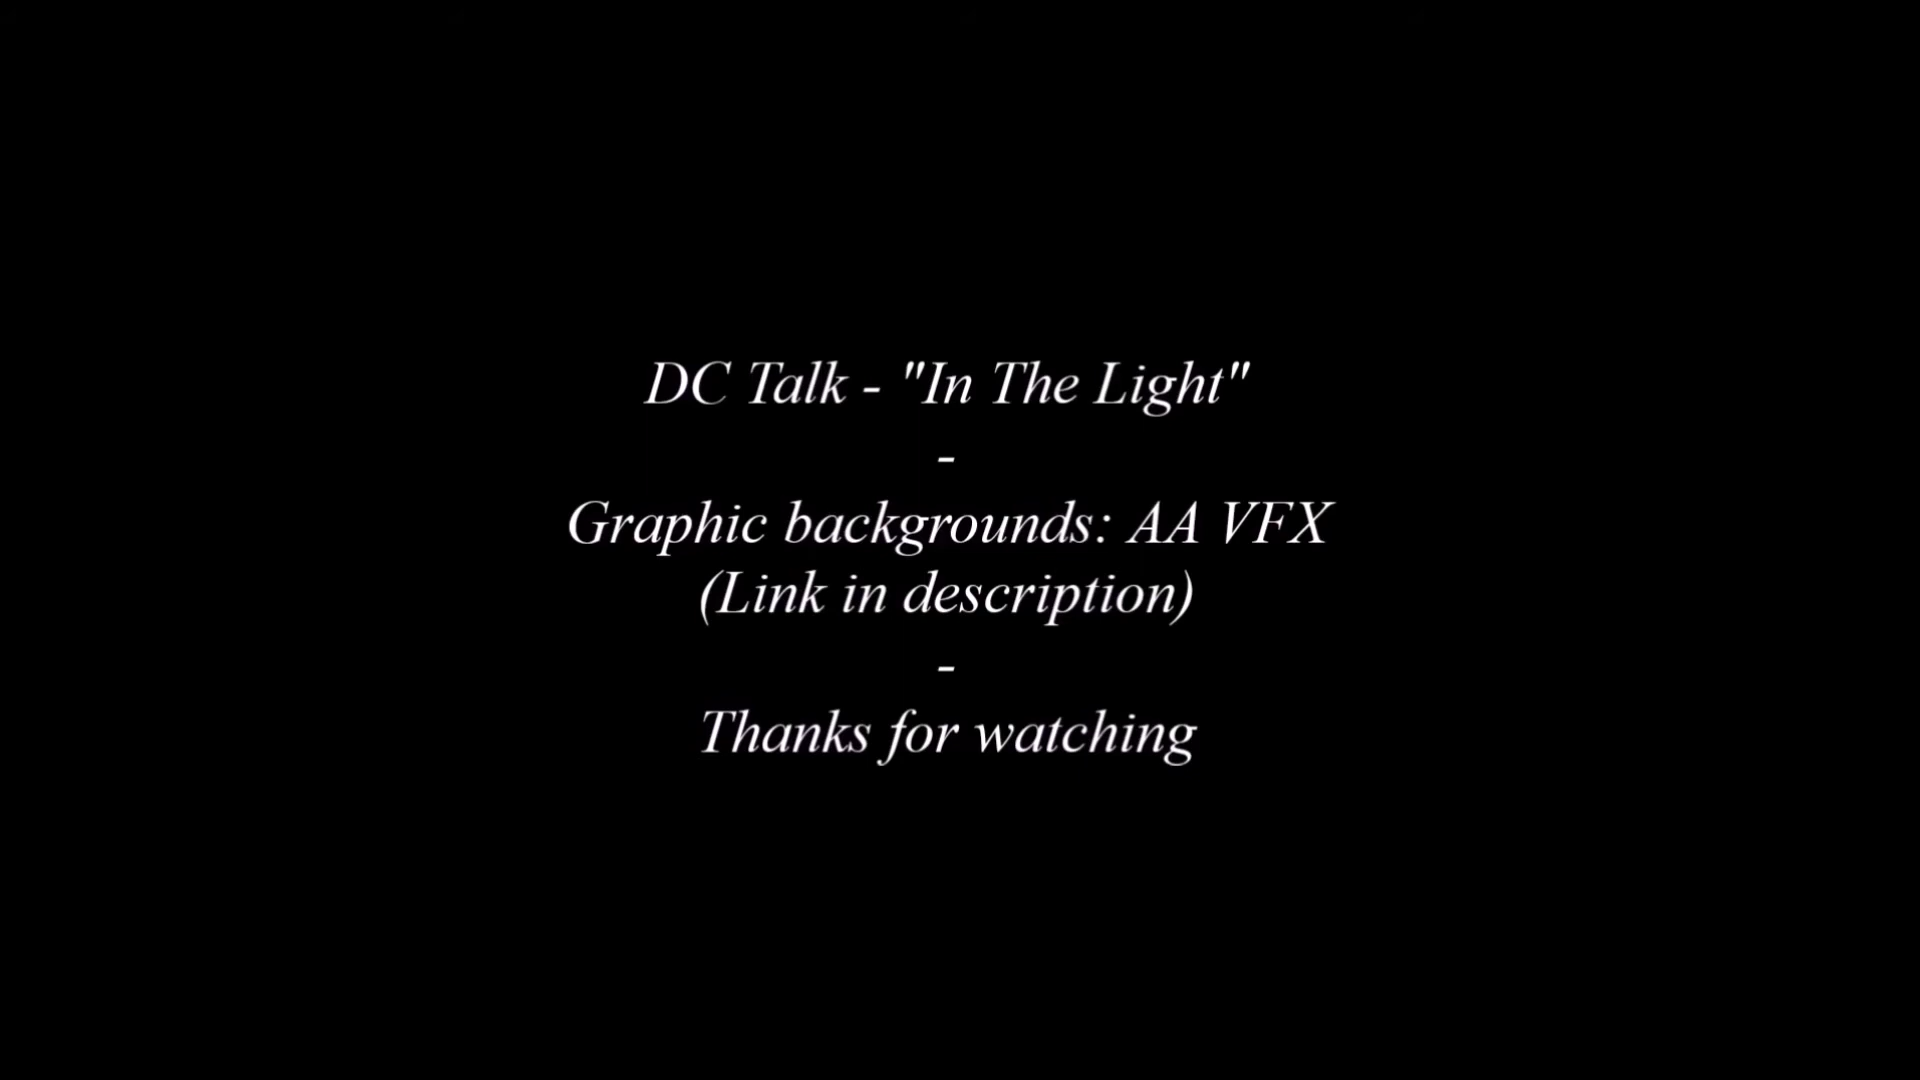 DC Talk - "In The Light"
-
Graphic backgrounds: AA VFX
(Link in description)
-
Thanks for watching